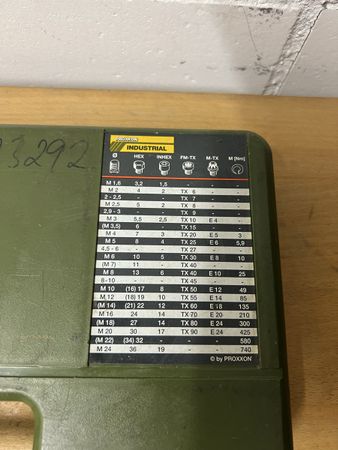 23292
PROXXON
INDUSTRIAL
Ø HEX INHEX FM-TX M-TX M [Nm]
M 1,6 3,2 1,5 - - -
M 2 4 2 TX 6 - -
2 - 2,5 - - TX 7 - -
M 2,5 5 2 TX 8 - -
2,9 - 3 - - TX 9 - -
M 3 5,5 2,5 TX 10 E 4 -
(M 3,5) 6 - TX 15 - -
M 4 7 3 TX 20 E 5 3
M 5 8 4 TX 25 E 6 5,9
4,5 - 6 - - TX 27 - -
M 6 10 5 TX 30 E 8 10
(M 7) 11 - TX 40 - -
M 8 13 6 TX 40 E 10 25
8 -10 - - TX 45 - -
M 10 (16) 17 8 TX 50 E 12 49
M 12 (18) 19 10 TX 55 E 14 85
(M 14) (21) 22 12 TX 60 E 18 135
M 16 24 14 TX 70 E 20 210
(M 18) 27 14 TX 80 E 24 300
M 20 30 17 TX 90 E 24 425
(M 22) (34) 32 - - - 580
M 24 36 19 - - 740
© by PROXXON